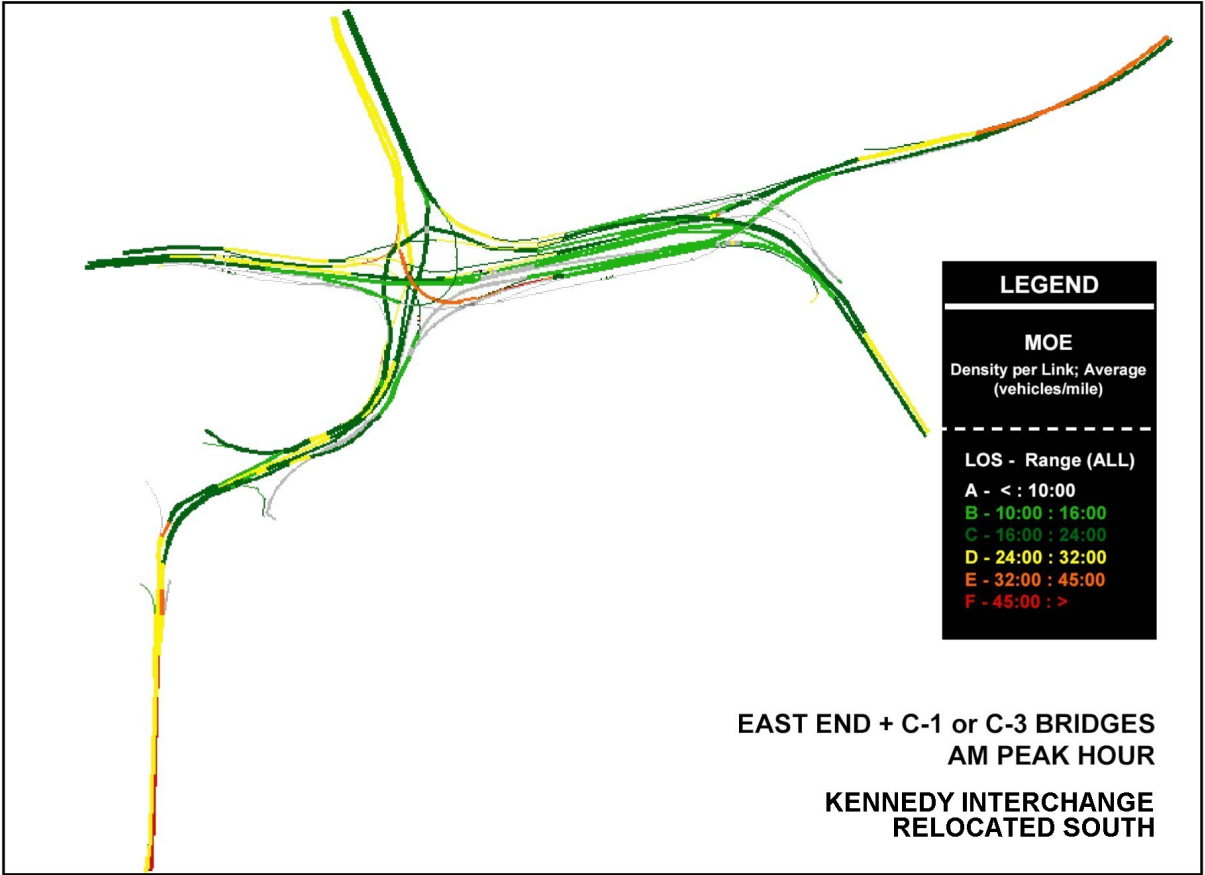 LEGEND
MOE
Density per Link; Average
(vehicles/mile)
LOS - Range (ALL)
A - < : 10:00
B - 10:00 : 16:00
C - 16:00 : 24:00
D - 24:00 : 32:00
E - 32:00 : 45:00
F - 45:00 : >
EAST END + C-1 or C-3 BRIDGES
AM PEAK HOUR
KENNEDY INTERCHANGE
RELOCATED SOUTH